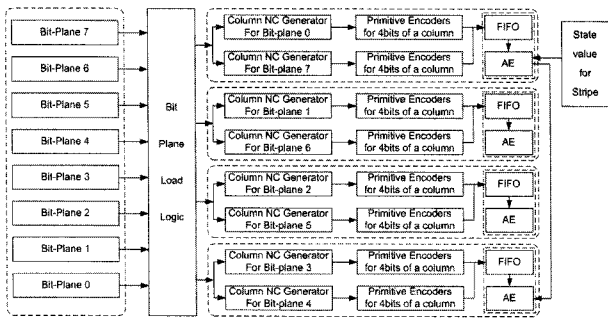 Bit-Plane 7
Bit-Plane 6
Bit-Plane 5
Bit-Plane 4
Bit-Plane 3
Bit-Plane 2
Bit-Plane 1
Bit-Plane 0
Bit
Plane
Load
Logic
Column NC Generator
For Bit-plane 0
Primitive Encoders
for 4bits of a column
FIFO
Column NC Generator
For Bit-plane 7
Primitive Encoders
for 4bits of a column
AE
Column NC Generator
For Bit-plane 1
Primitive Encoders
for 4bits of a column
FIFO
Column NC Generator
For Bit-plane 6
Primitive Encoders
for 4bits of a column
AE
Column NC Generator
For Bit-plane 2
Primitive Encoders
for 4bits of a column
FIFO
Column NC Generator
For Bit-plane 5
Primitive Encoders
for 4bits of a column
AE
Column NC Generator
For Bit-plane 3
Primitive Encoders
for 4bits of a column
FIFO
Column NC Generator
For Bit-plane 4
Primitive Encoders
for 4bits of a column
AE
State
value
for
Stripe